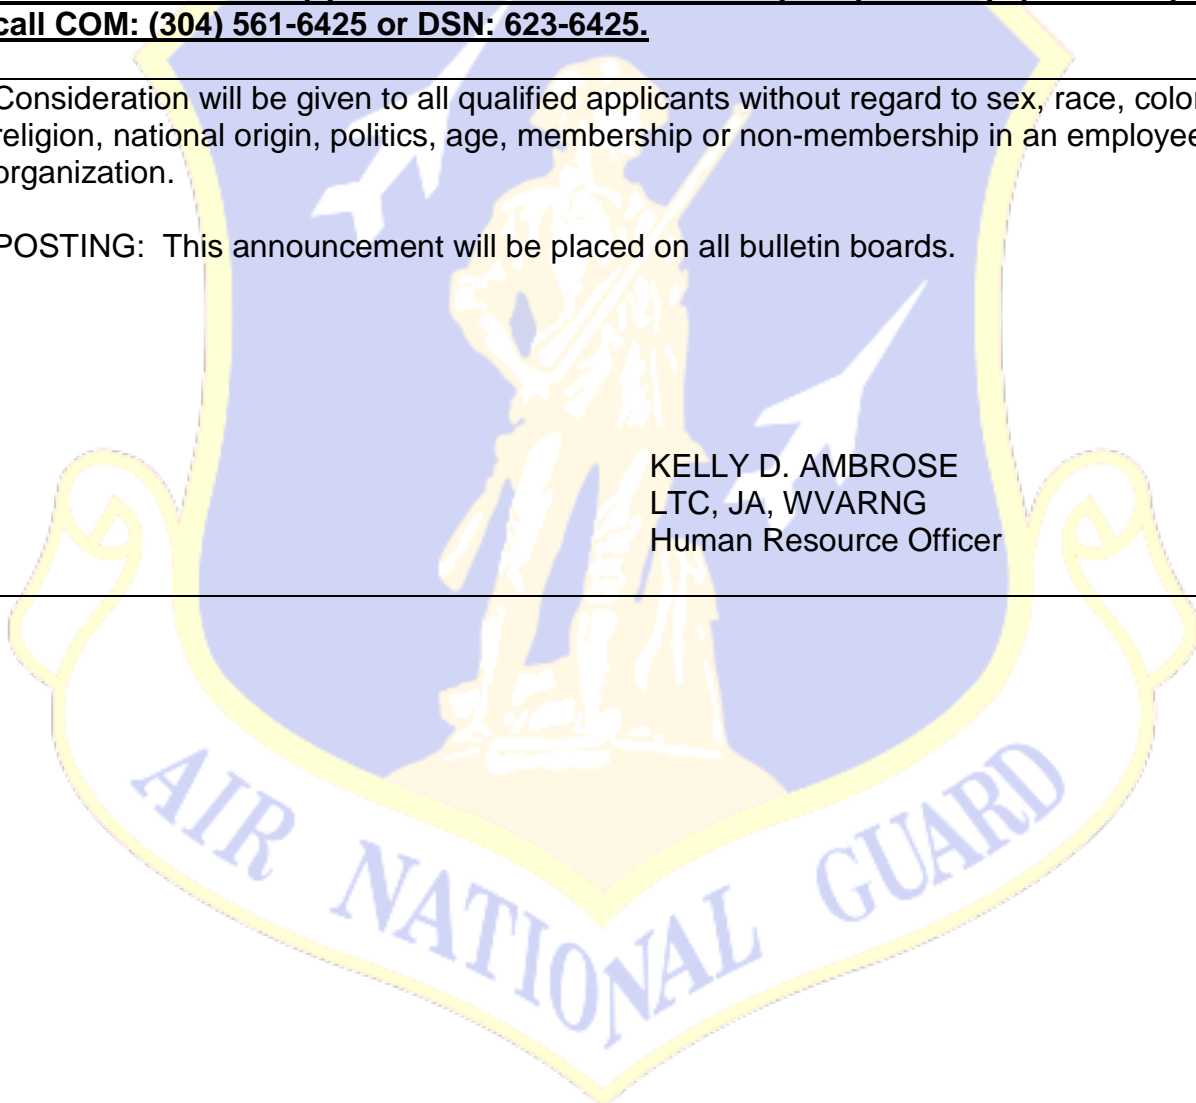 call COM: (304) 561-6425 or DSN: 623-6425.
Consideration will be given to all qualified applicants without regard to sex, race, color
religion, national origin, politics, age, membership or non-membership in an employee
organization.
POSTING: This announcement will be placed on all bulletin boards.
KELLY D. AMBROSE
LTC, JA, WVARNG
Human Resource Officer
AIR NATIONAL GUARD